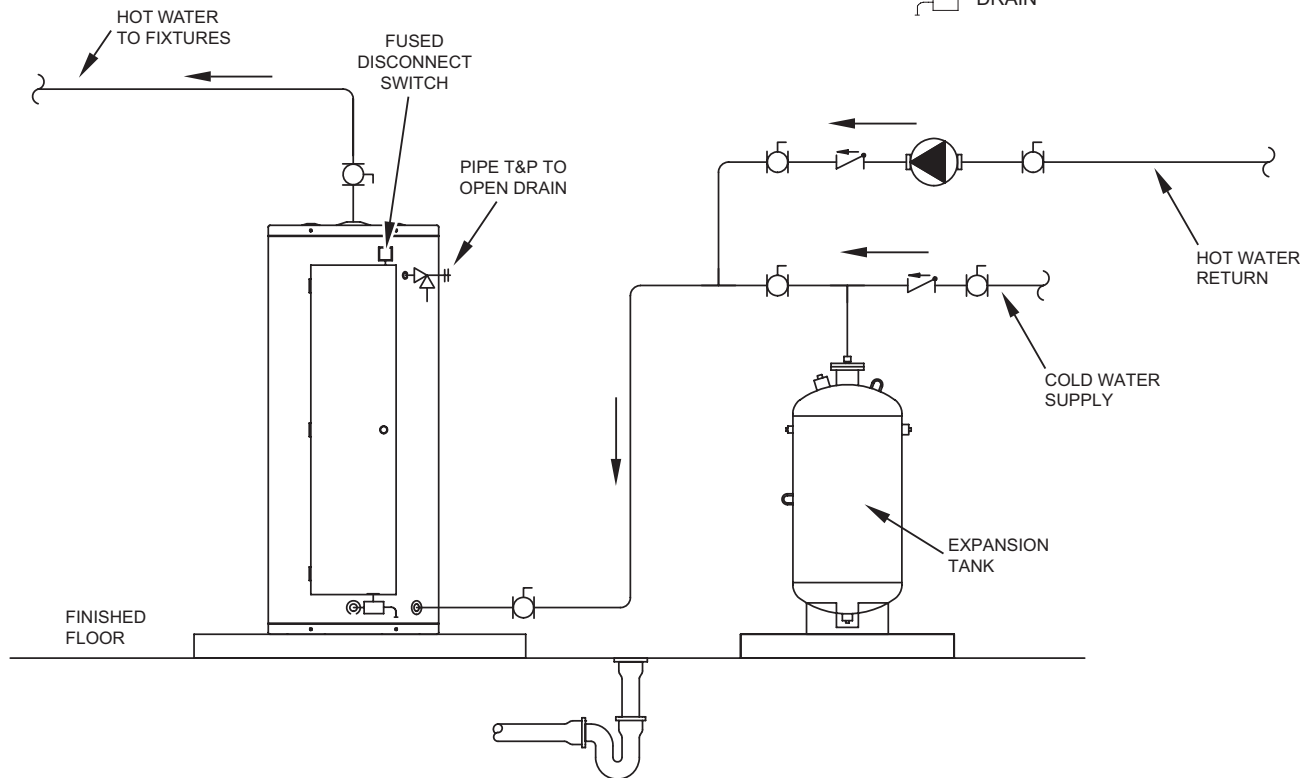 DRAIN
HOT WATER
TO FIXTURES
FUSED
DISCONNECT
SWITCH
PIPE T&P TO
OPEN DRAIN
HOT WATER
RETURN
COLD WATER
SUPPLY
EXPANSION
TANK
FINISHED
FLOOR